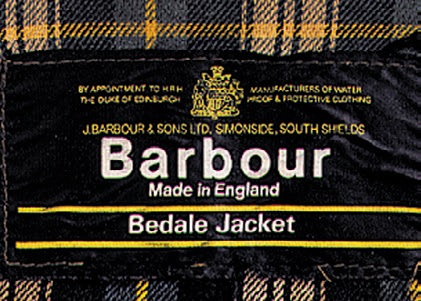 BY APPOINTMENT TO H.R.H. MANUFACTURERS OF WATER
THE DUKE OF EDINBURGH PROOF & PROTECTIVE CLOTHING
J.BARBOUR & SONS LTD. SIMONSIDE, SOUTH SHIELDS
Barbour
Made in England
Bedale Jacket